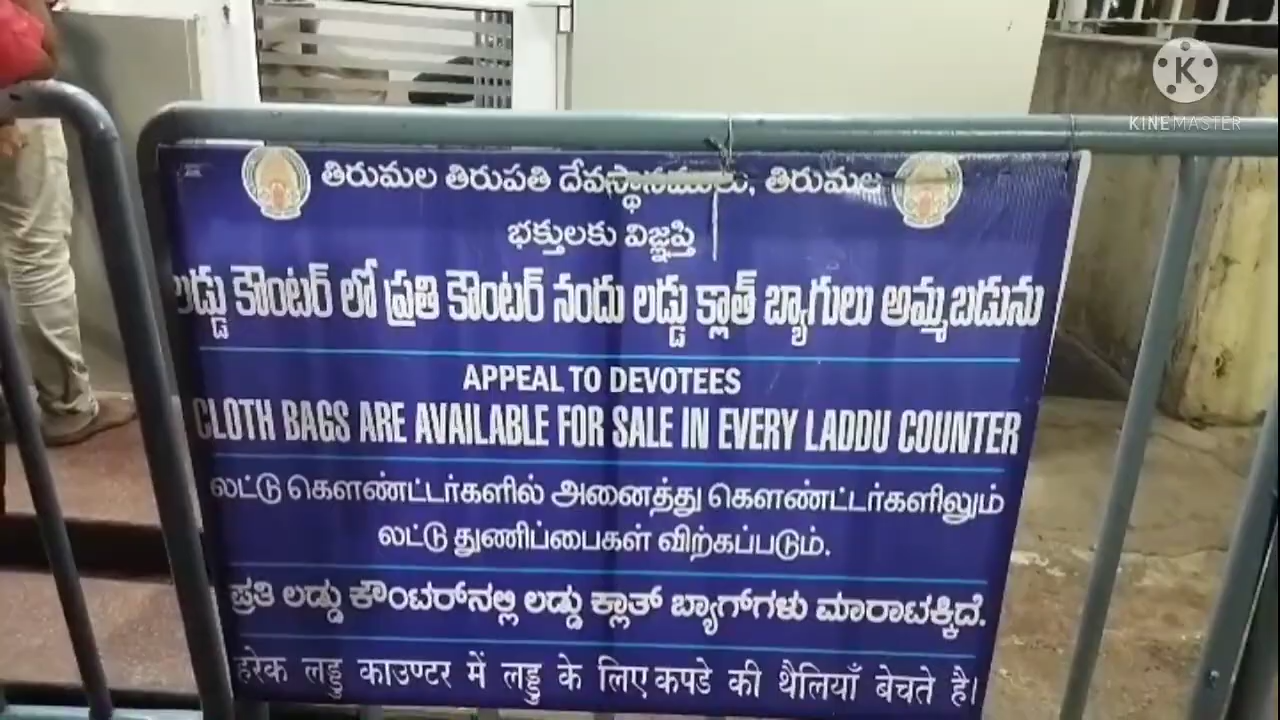 తిరుమల తిరుపతి దేవస్థానములు, తిరుమల
భక్తులకు విజ్ఞప్తి
లడ్డు కౌంటర్ లో ప్రతి కౌంటర్ నందు లడ్డు క్లాత్ బ్యాగులు అమ్మబడును
APPEAL TO DEVOTEES
CLOTH BAGS ARE AVAILABLE FOR SALE IN EVERY LADDU COUNTER
லட்டு கௌண்ட்டர்களில் அனைத்து கௌண்ட்டர்களிலும்
லட்டு துணிப்பைகள் விற்கப்படும்.
ಪ್ರತಿ ಲಡ್ಡು ಕೌಂಟರ್‌ನಲ್ಲಿ ಲಡ್ಡು ಕ್ಲಾತ್ ಬ್ಯಾಗ್‌ಗಳು ಮಾರಾಟಕ್ಕಿದೆ.
हरेक लड्डु काउण्टर में लड्डु के लिए कपडे की थैलियाँ बेचते है।
K
KINEMASTER